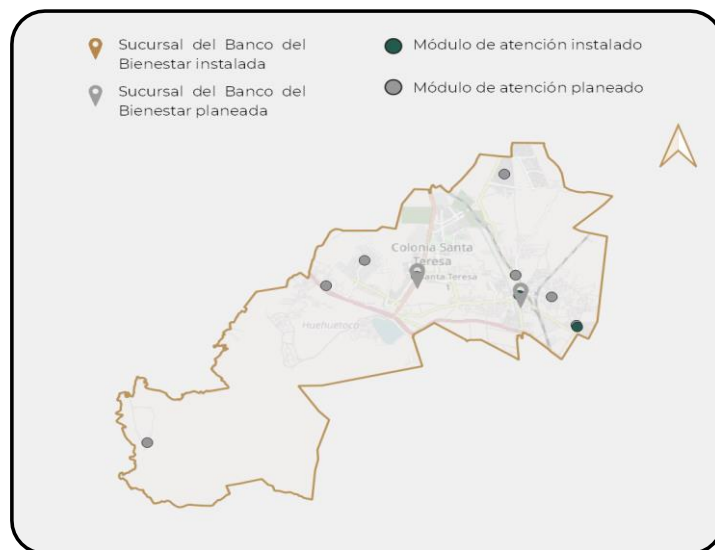 Sucursal del Banco del
Bienestar instalada
Sucursal del Banco del
Bienestar planeada
Módulo de atención instalado
Módulo de atención planeado
Colonia Santa
Teresa
Santa Teresa
1
Huehuetoca